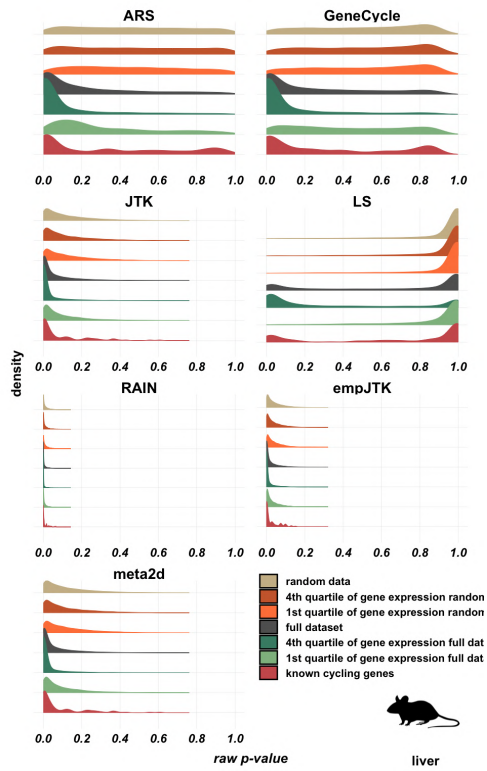 ARS GeneCycle
0.0 0.2 0.4 0.6 0.8 1.0 0.0 0.2 0.4 0.6 0.8 1.0
JTK LS
0.0 0.2 0.4 0.6 0.8 1.0 0.0 0.2 0.4 0.6 0.8 1.0
density
RAIN empJTK
0.0 0.2 0.4 0.6 0.8 1.0 0.0 0.2 0.4 0.6 0.8 1.0
meta2d
random data
4th quartile of gene expression random
1st quartile of gene expression random
full dataset
4th quartile of gene expression full dat
1st quartile of gene expression full dat
known cycling genes
0.0 0.2 0.4 0.6 0.8 1.0
raw p-value
liver